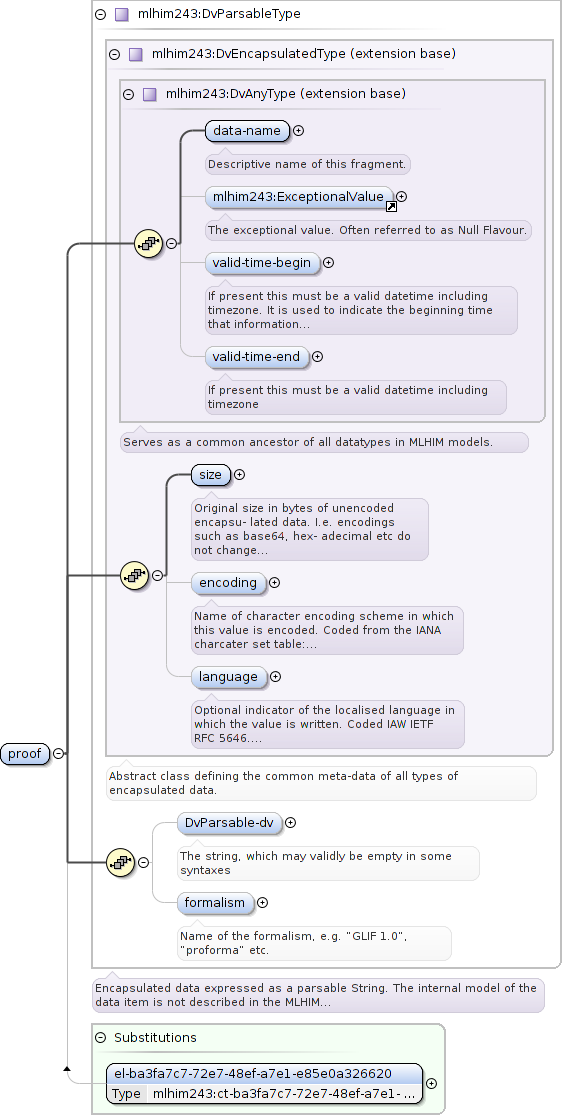 mlhim243:DvParsableType
mlhim243:DvEncapsulatedType (extension base)
mlhim243:DvAnyType (extension base)
data-name
Descriptive name of this fragment.
mlhim243:ExceptionalValue
The exceptional value. Often referred to as Null Flavour.
valid-time-begin
If present this must be a valid datetime including
timezone. It is used to indicate the beginning time
that information...
valid-time-end
If present this must be a valid datetime including
timezone
Serves as a common ancestor of all datatypes in MLHIM models.
size
Original size in bytes of unencoded
encapsu- lated data. I.e. encodings
such as base64, hex- adecimal etc do
not change...
encoding
Name of character encoding scheme in which
this value is encoded. Coded from the IANA
charcater set table:...
language
Optional indicator of the localised language in
which the value is written. Coded IAW IETF
RFC 5646....
proof
Abstract class defining the common meta-data of all types of
encapsulated data.
DvParsable-dv
The string, which may validly be empty in some
syntaxes
formalism
Name of the formalism, e.g. "GLIF 1.0",
"proforma" etc.
Encapsulated data expressed as a parsable String. The internal model of the
data item is not described in the MLHIM...
Substitutions
el-ba3fa7c7-72e7-48ef-a7e1-e85e0a326620
Type mlhim243:ct-ba3fa7c7-72e7-48ef-a7e1- ...